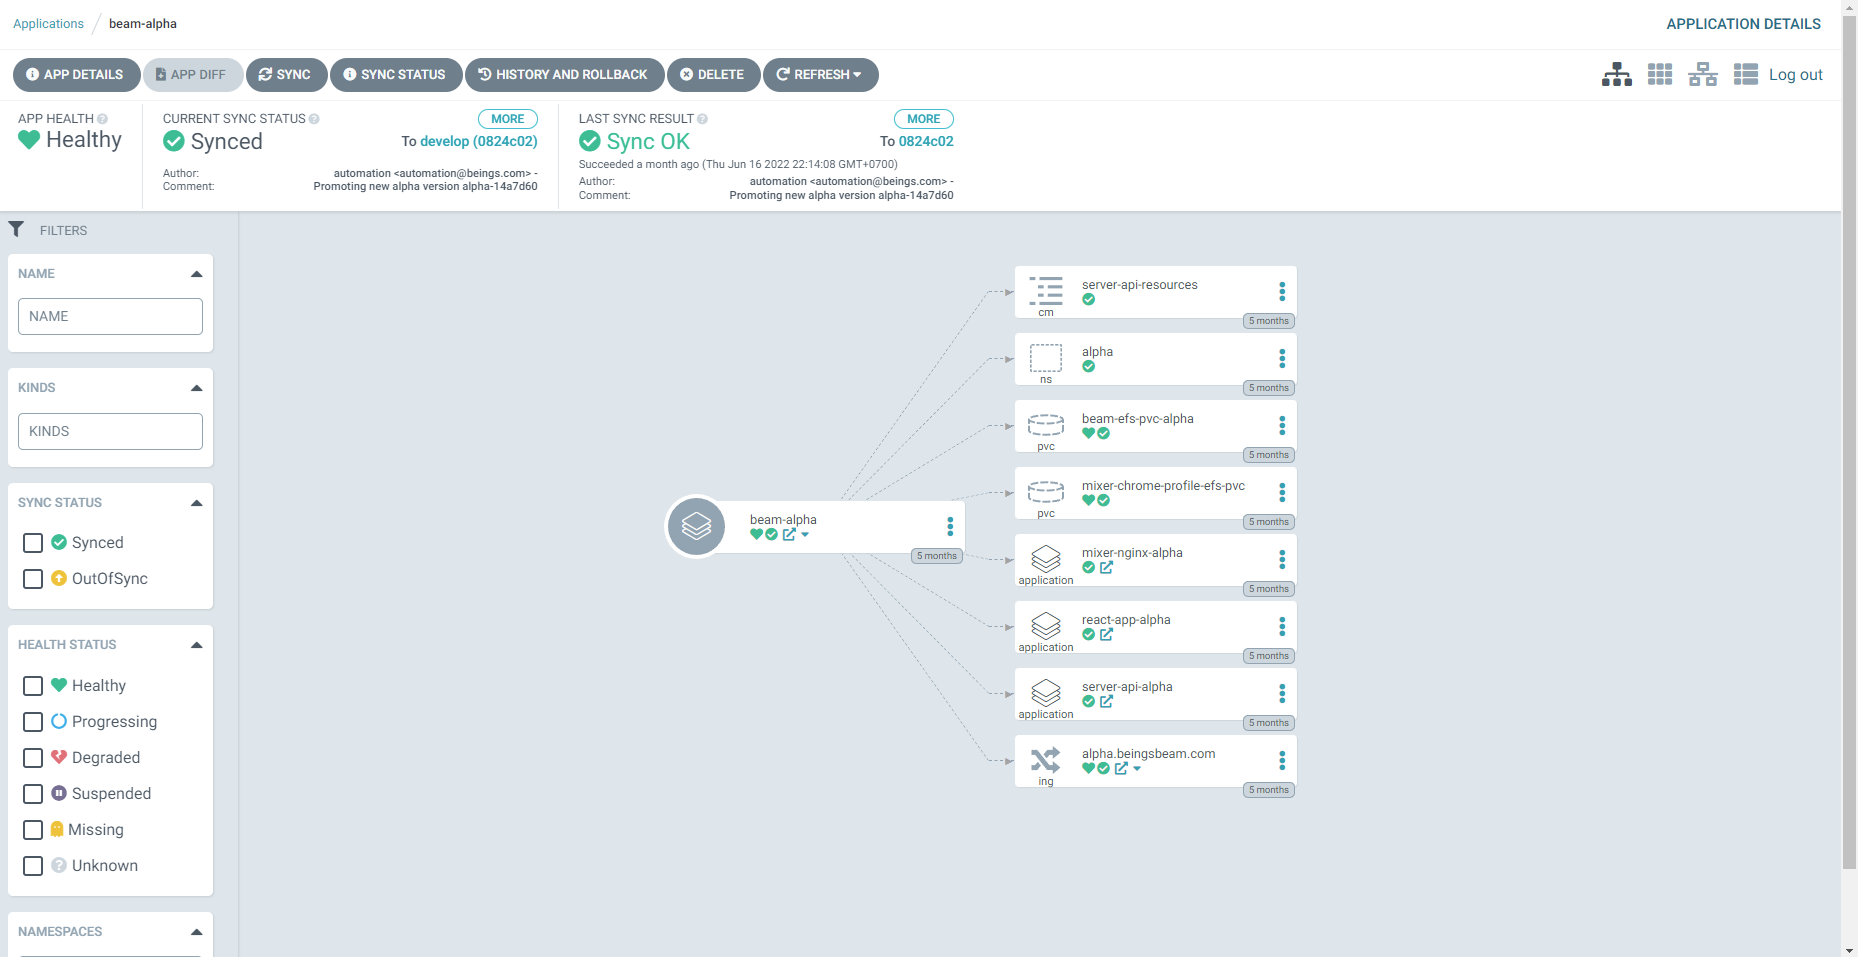 Applications / beam-alpha
APPLICATION DETAILS
APP DETAILS
APP DIFF
SYNC
SYNC STATUS
HISTORY AND ROLLBACK
DELETE
REFRESH
Log out
APP HEALTH
Healthy
CURRENT SYNC STATUS
MORE
Synced
To develop (0824c02)
Author: automation <automation@beings.com> -
Comment: Promoting new alpha version alpha-14a7d60
LAST SYNC RESULT
MORE
Sync OK
To 0824c02
Succeeded a month ago (Thu Jun 16 2022 22:14:08 GMT+0700)
Author: automation <automation@beings.com> -
Comment: Promoting new alpha version alpha-14a7d60
FILTERS
NAME
NAME
KINDS
KINDS
SYNC STATUS
Synced
OutOfSync
HEALTH STATUS
Healthy
Progressing
Degraded
Suspended
Missing
Unknown
NAMESPACES
beam-alpha
5 months
server-api-resources
cm
5 months
alpha
ns
5 months
beam-efs-pvc-alpha
pvc
5 months
mixer-chrome-profile-efs-pvc
pvc
5 months
mixer-nginx-alpha
application
5 months
react-app-alpha
application
5 months
server-api-alpha
application
5 months
alpha.beingsbeam.com
ing
5 months